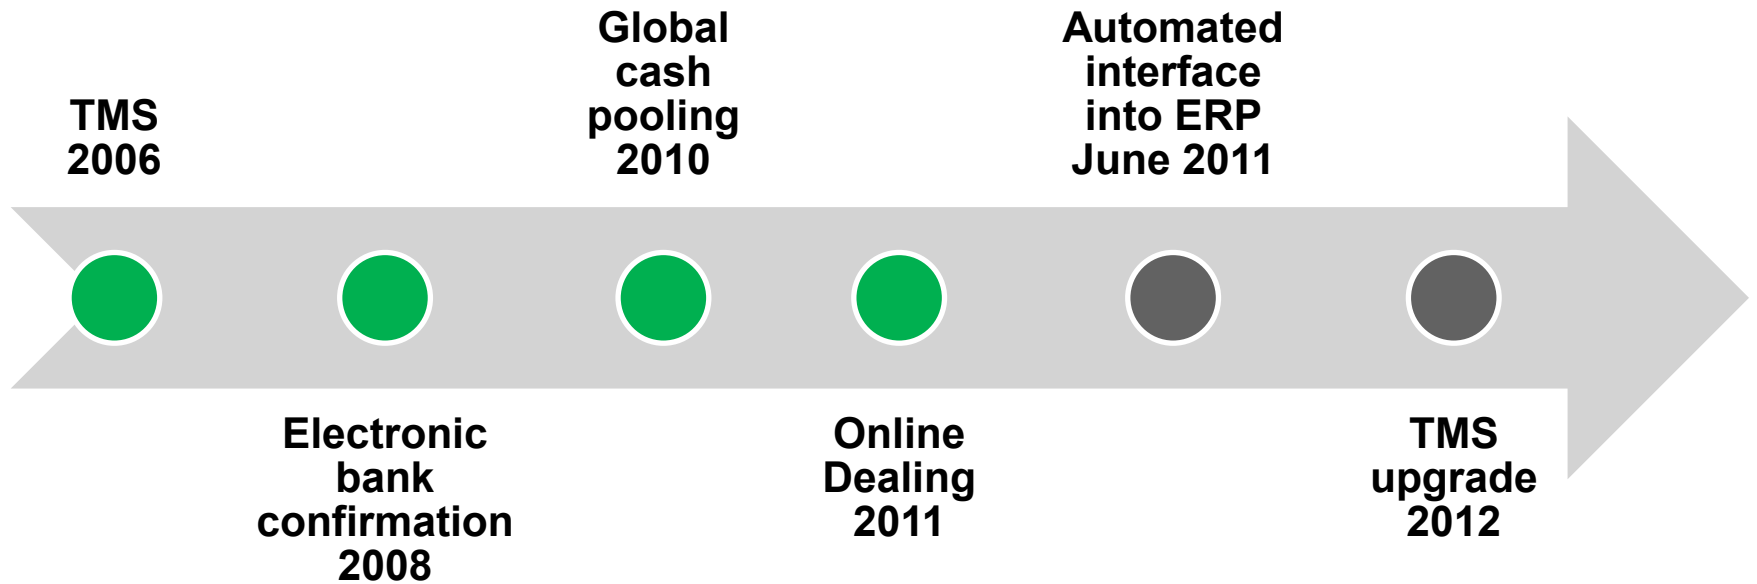 TMS
2006
Electronic
bank
confirmation
2008
Global
cash
pooling
2010
Online
Dealing
2011
Automated
interface
into ERP
June 2011
TMS
upgrade
2012